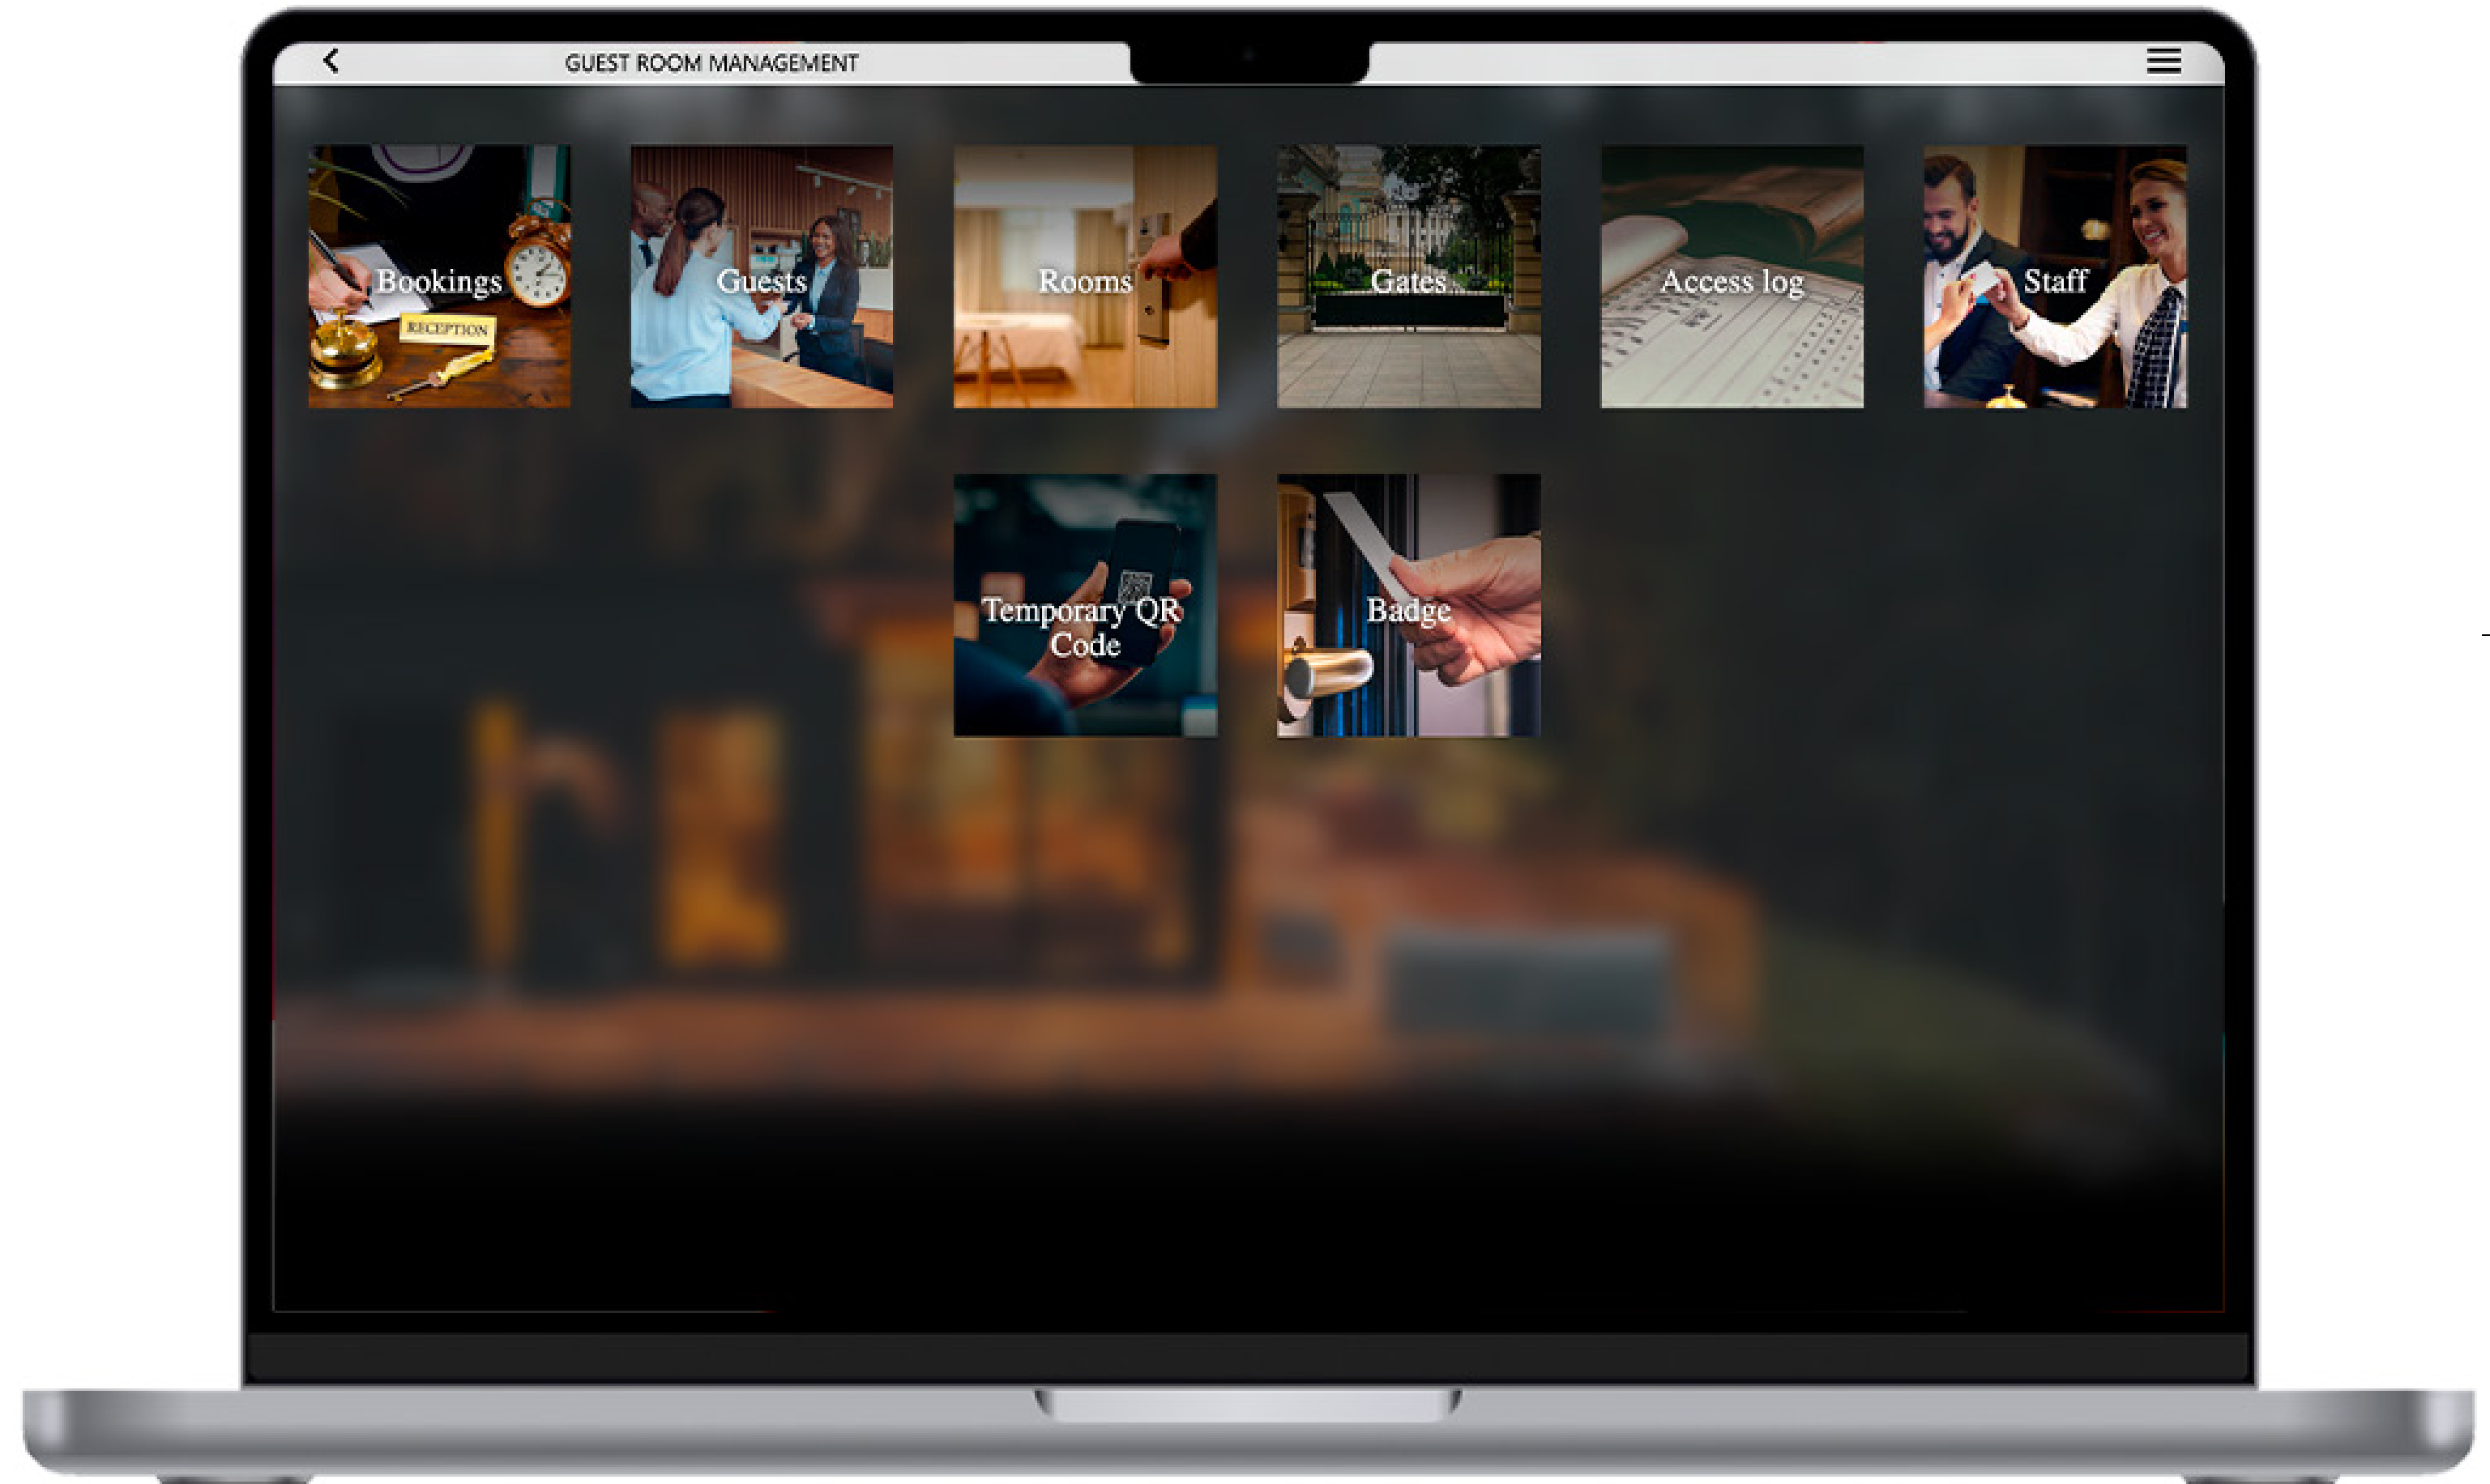 GUEST ROOM MANAGEMENT
Bookings
RECEPTION
Guests
Rooms
Gates
Access log
Staff
Temporary QR
Code
Badge